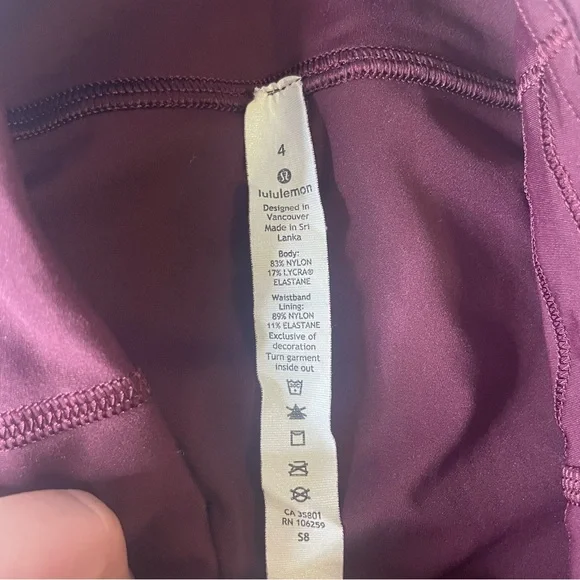 4
lululemon
Designed in
Vancouver
Made in Sri
Lanka
Body:
83% NYLON
17% LYCRA®
ELASTANE
Waistband
Lining:
89% NYLON
11% ELASTANE
Exclusive of
decoration
Turn garment
inside out
CA 35801
RN 106259
S8